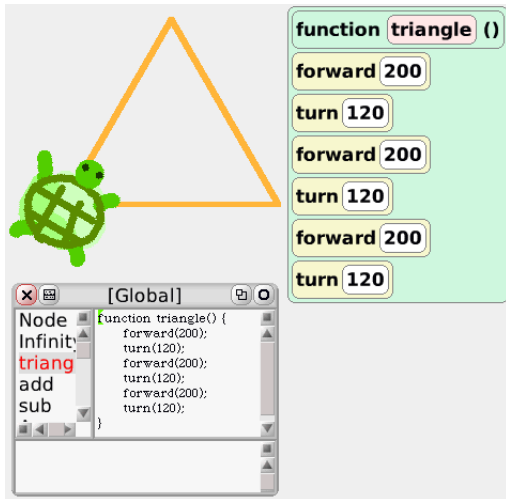 function triangle ()
forward 200
turn 120
forward 200
turn 120
forward 200
turn 120
[Global]
Node
Infinity
triang
add
sub
function triangle() {
forward(200);
turn(120);
forward(200);
turn(120);
forward(200);
turn(120);
}